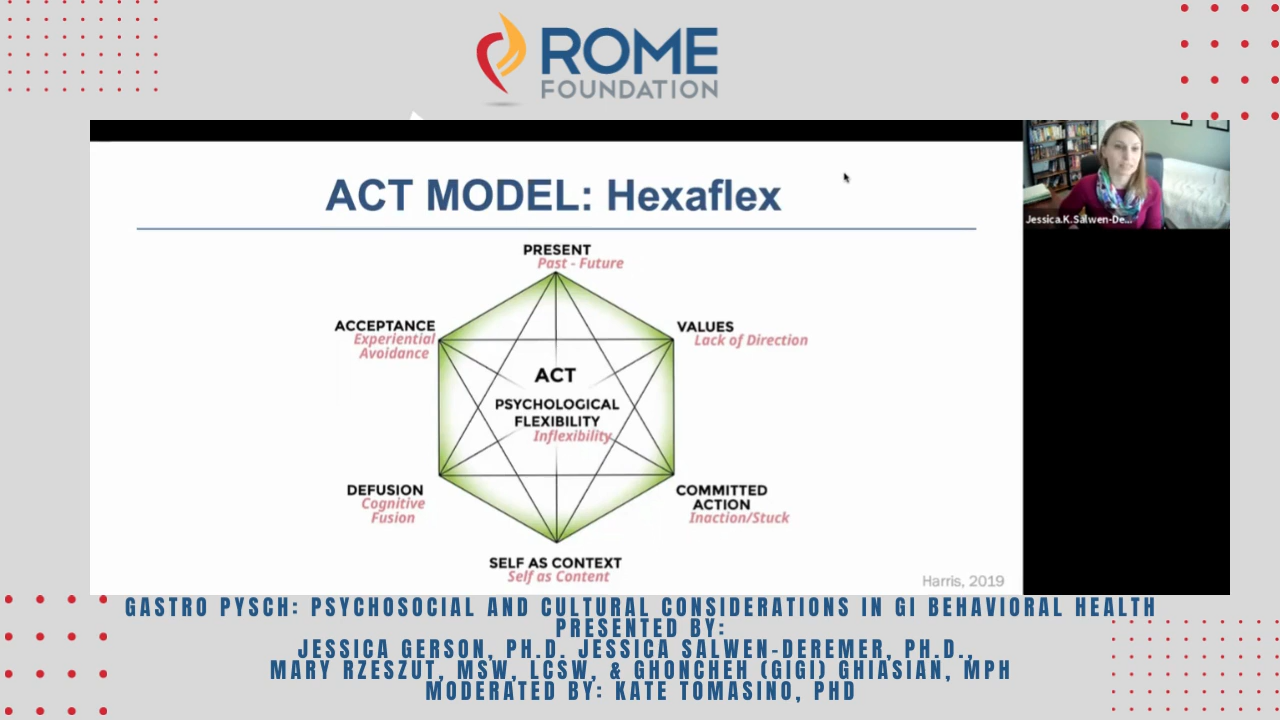 ROME
FOUNDATION
ACT MODEL: Hexaflex
Jessica.K.Salwen-De...
PRESENT
Past - Future
ACCEPTANCE
Experiential
Avoidance
VALUES
Lack of Direction
ACT
PSYCHOLOGICAL
FLEXIBILITY
Inflexibility
DEFUSION
Cognitive
Fusion
COMMITTED
ACTION
Inaction/Stuck
SELF AS CONTEXT
Self as Content
Harris, 2019
GASTRO PYSCH: PSYCHOSOCIAL AND CULTURAL CONSIDERATIONS IN GI BEHAVIORAL HEALTH
PRESENTED BY:
JESSICA GERSON, PH.D. JESSICA SALWEN-DEREMER, PH.D.,
MARY RZESZUT, MSW, LCSW, & GHONCHEH (GIGI) GHIASIAN, MPH
MODERATED BY: KATE TOMASINO, PHD